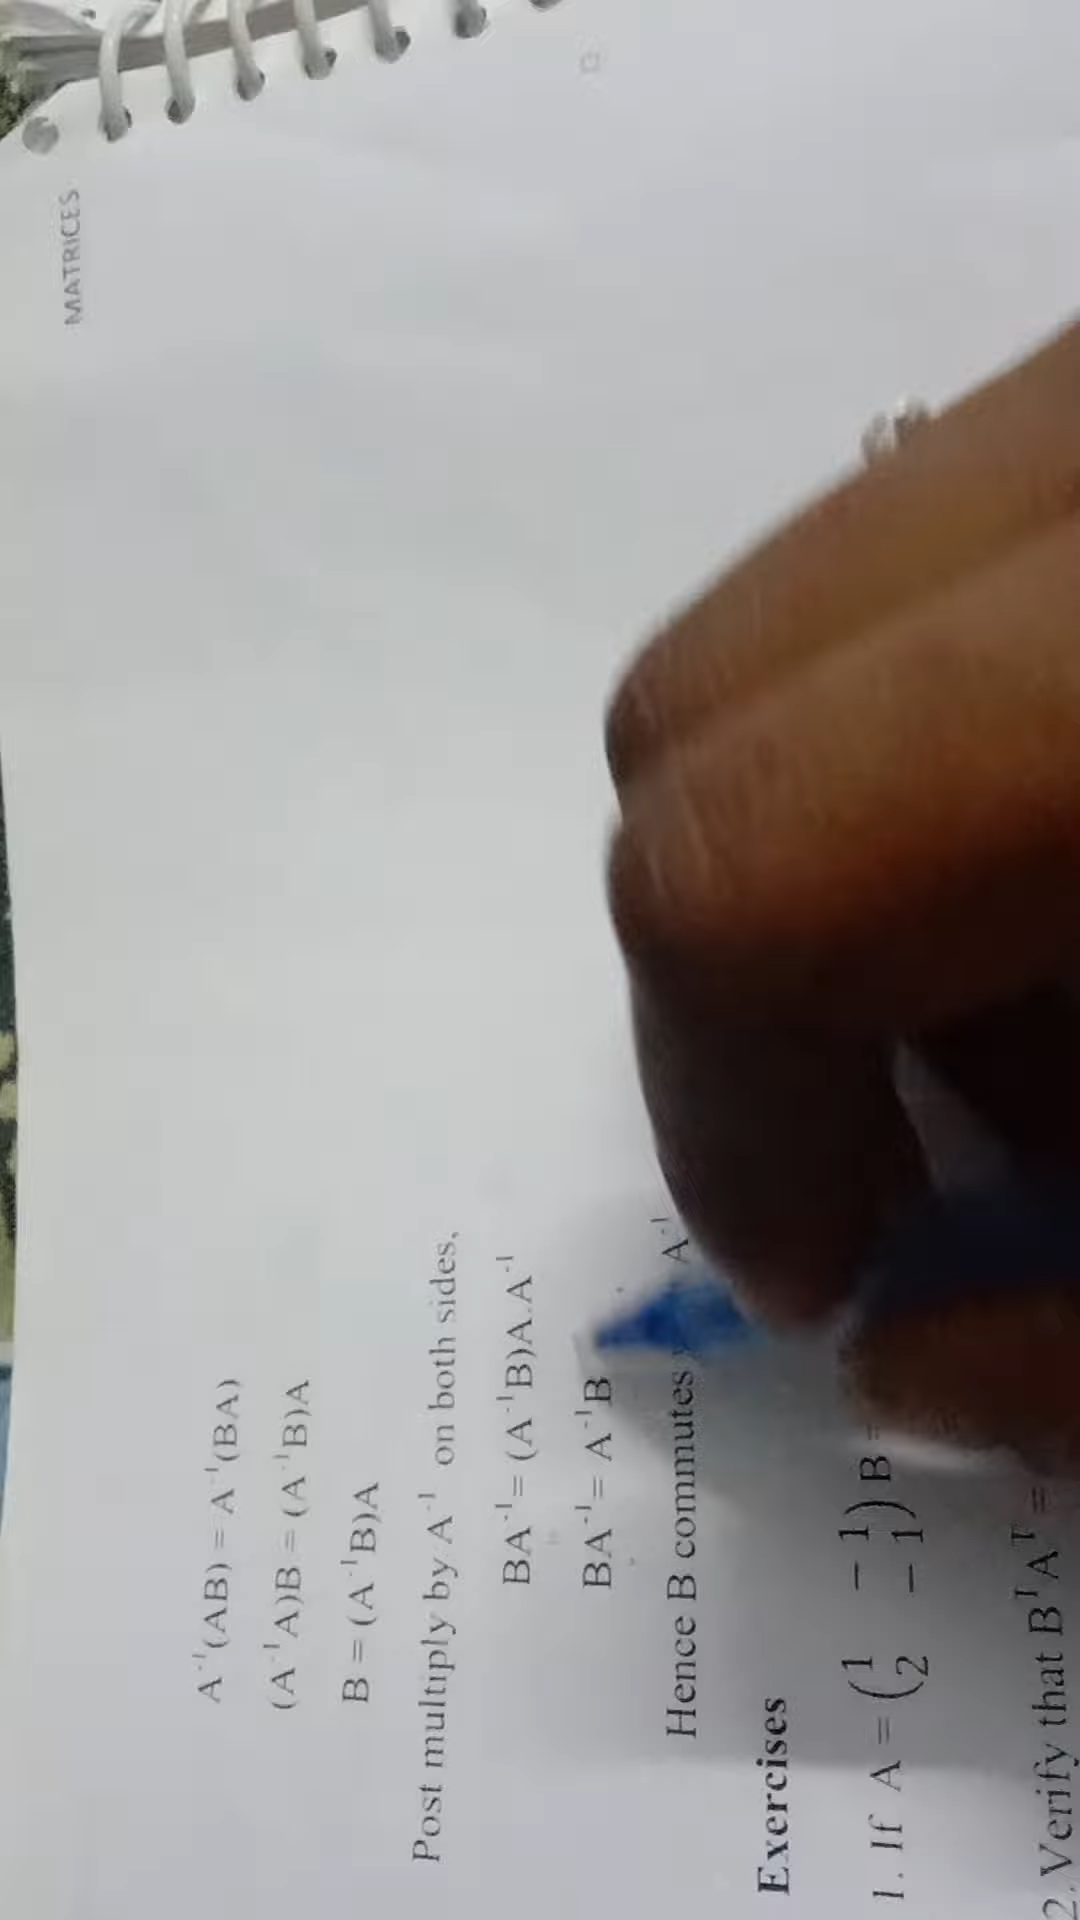 MATRICES
A⁻¹(AB) = A⁻¹(BA)
(A⁻¹A)B = (A⁻¹B)A
B = (A⁻¹B)A
Post multiply by A⁻¹ on both sides,
BA⁻¹= (A⁻¹B)A.A⁻¹
BA⁻¹= A⁻¹B
Hence B commutes A⁻¹
Exercises
1. If A = (1 −1
2 −1) B =
2. Verify that BᵀAᵀ =